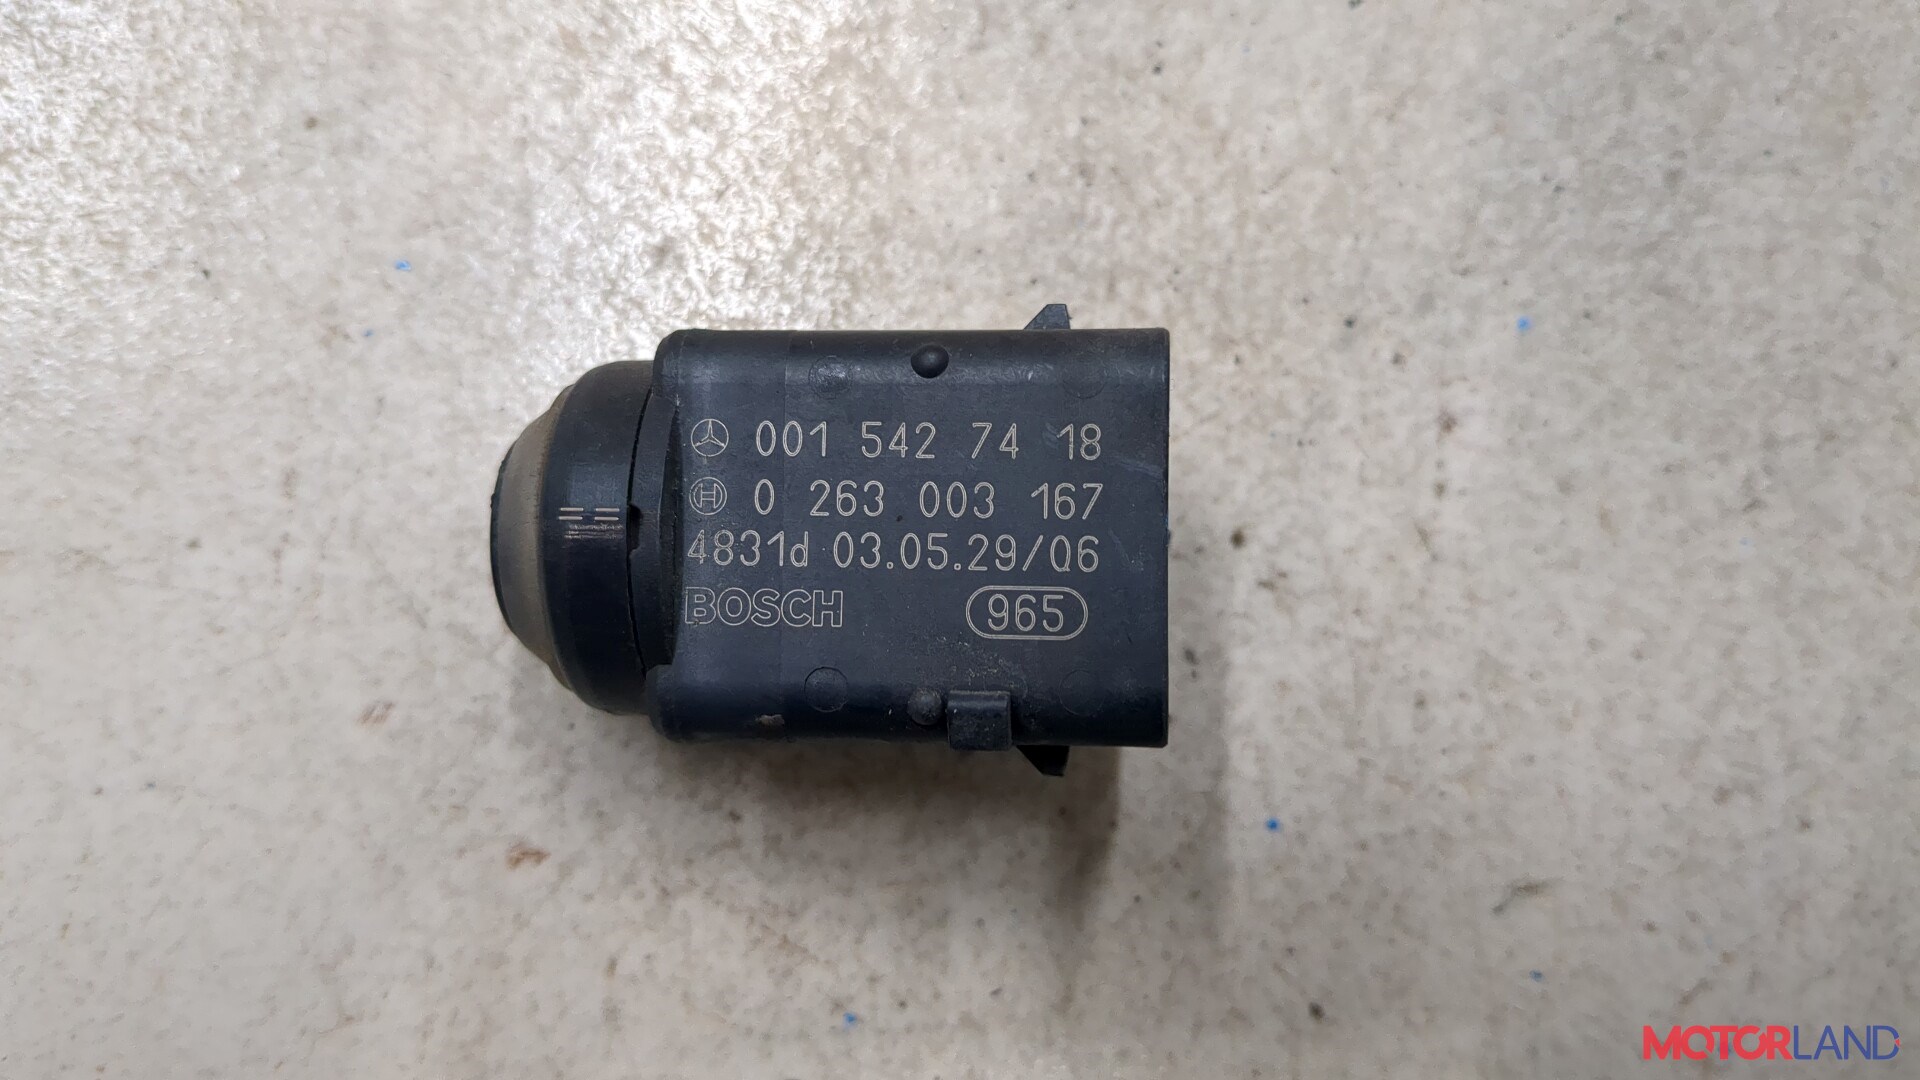 001 542 74 18
0 263 003 167
4831d 03.05.29/06
BOSCH 965
MOTORLAND